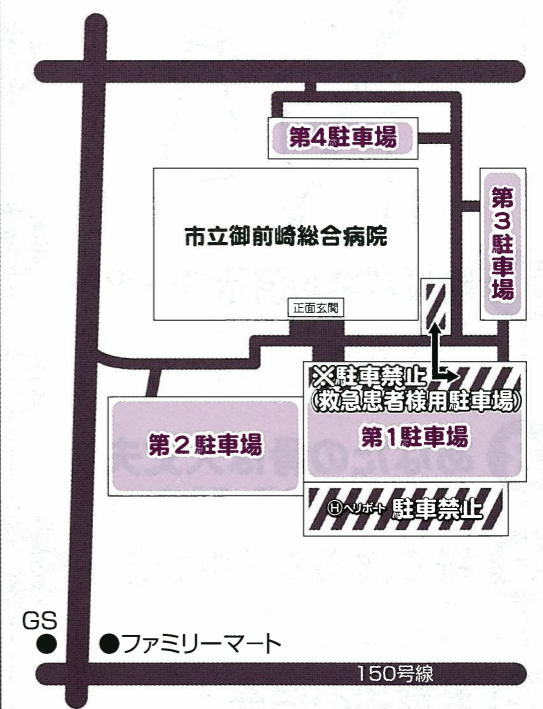 第4駐車場
第3駐車場
市立御前崎総合病院
正面玄関
※駐車禁止
(救急患者様用駐車場)
第2駐車場
第1駐車場
Ⓗヘリポート 駐車禁止
GS
●ファミリーマート
150号線